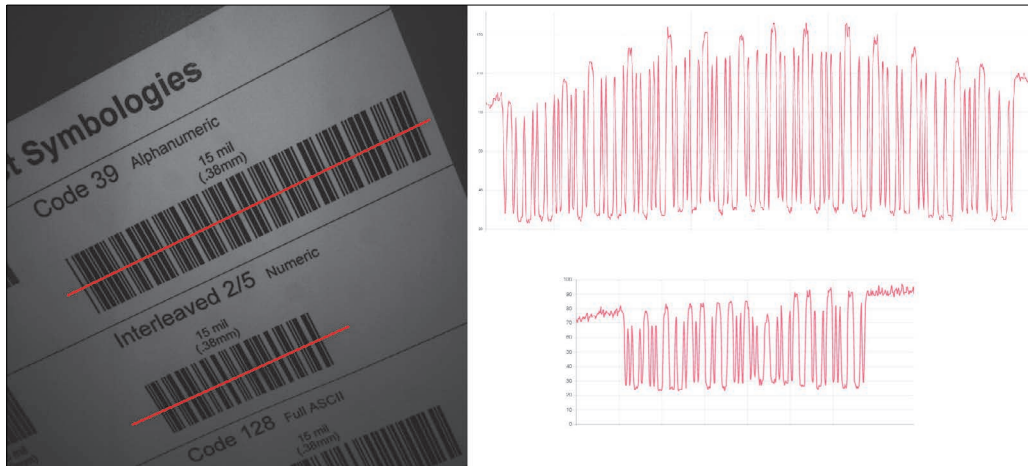 t Symbologies
Code 39 Alphanumeric
15 mil
(.38mm)
Interleaved 2/5 Numeric
15 mil
(.38mm)
Code 128 Full ASCII
15 mil
(.38mm)
100
90
80
70
60
50
40
30
20
10
0